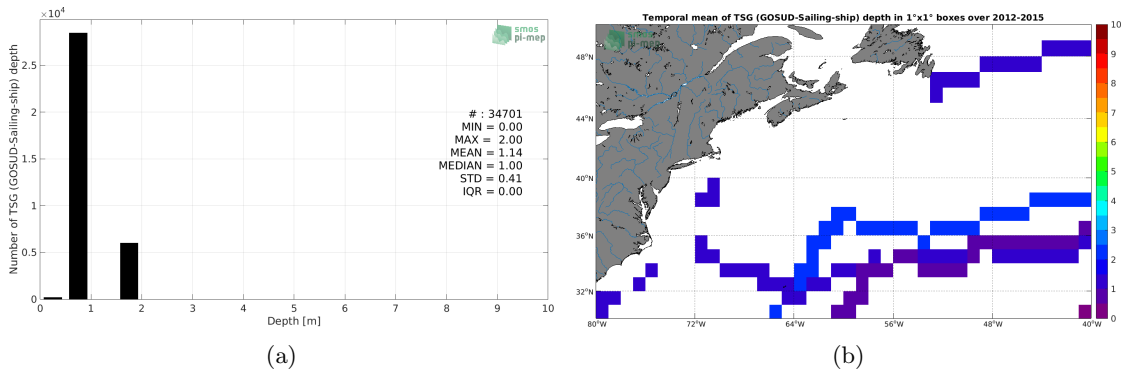 ×10⁴
smos
pi-mep
2.5
2
1.5
1
0.5
0
# : 34701
MIN = 0.00
MAX = 2.00
MEAN = 1.14
MEDIAN = 1.00
STD = 0.41
IQR = 0.00
Number of TSG (GOSUD-Sailing-ship) depth
0 1 2 3 4 5 6 7 8 9 10
Depth [m]
(a)
Temporal mean of TSG (GOSUD-Sailing-ship) depth in 1°x1° boxes over 2012-2015
smos
pi-mep
48°N
44°N
40°N
36°N
32°N
80°W 72°W 64°W 56°W 48°W 40°W
10
9
8
7
6
5
4
3
2
1
0
(b)